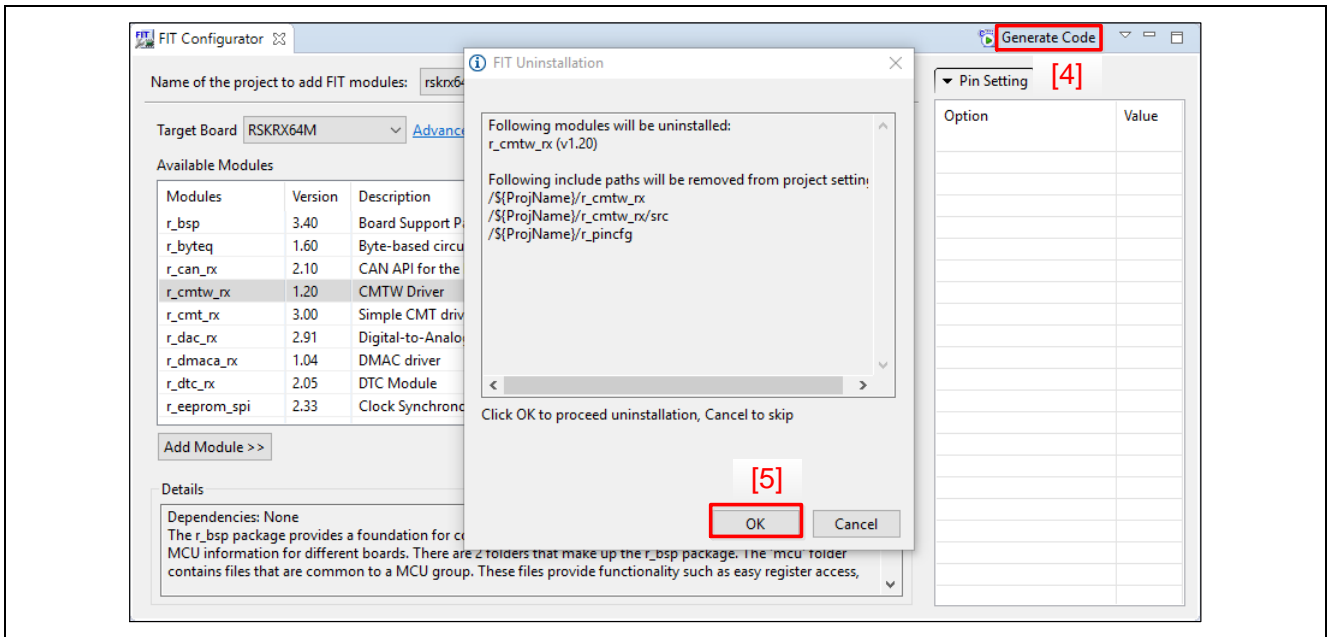 FIT Configurator
Generate Code
[4]
Name of the project to add FIT modules:
Target Board RSKRX64M
Available Modules
Modules Version Description
r_bsp 3.40 Board Support
r_byteq 1.60 Byte-based
r_can_rx 2.10 CAN API for the
r_cmtw_rx 1.20 CMTW Driver
r_cmt_rx 3.00 Simple CMT
r_dac_rx 2.91
r_dmaca_rx 1.04 DMAC driver
r_dtc_rx 2.05 DTC Module
r_eeprom_spi 2.33 Clock
Add Module >>
Details
Dependencies: None
The r_bsp package provides a foundation for
MCU information for different boards. There are 2 folders that make up the r_bsp package. The 'mcu' folder
contains files that are common to a MCU group. These files provide functionality such as easy register access,
FIT Uninstallation
Following modules will be uninstalled:
r_cmtw_rx (v1.20)
Following include paths will be removed from project
/${ProjName}/r_cmtw_rx
/${ProjName}/r_cmtw_rx/src
/${ProjName}/r_pincfg
Click OK to proceed uninstallation, Cancel to skip
[5]
OK Cancel
Pin Setting
Option Value